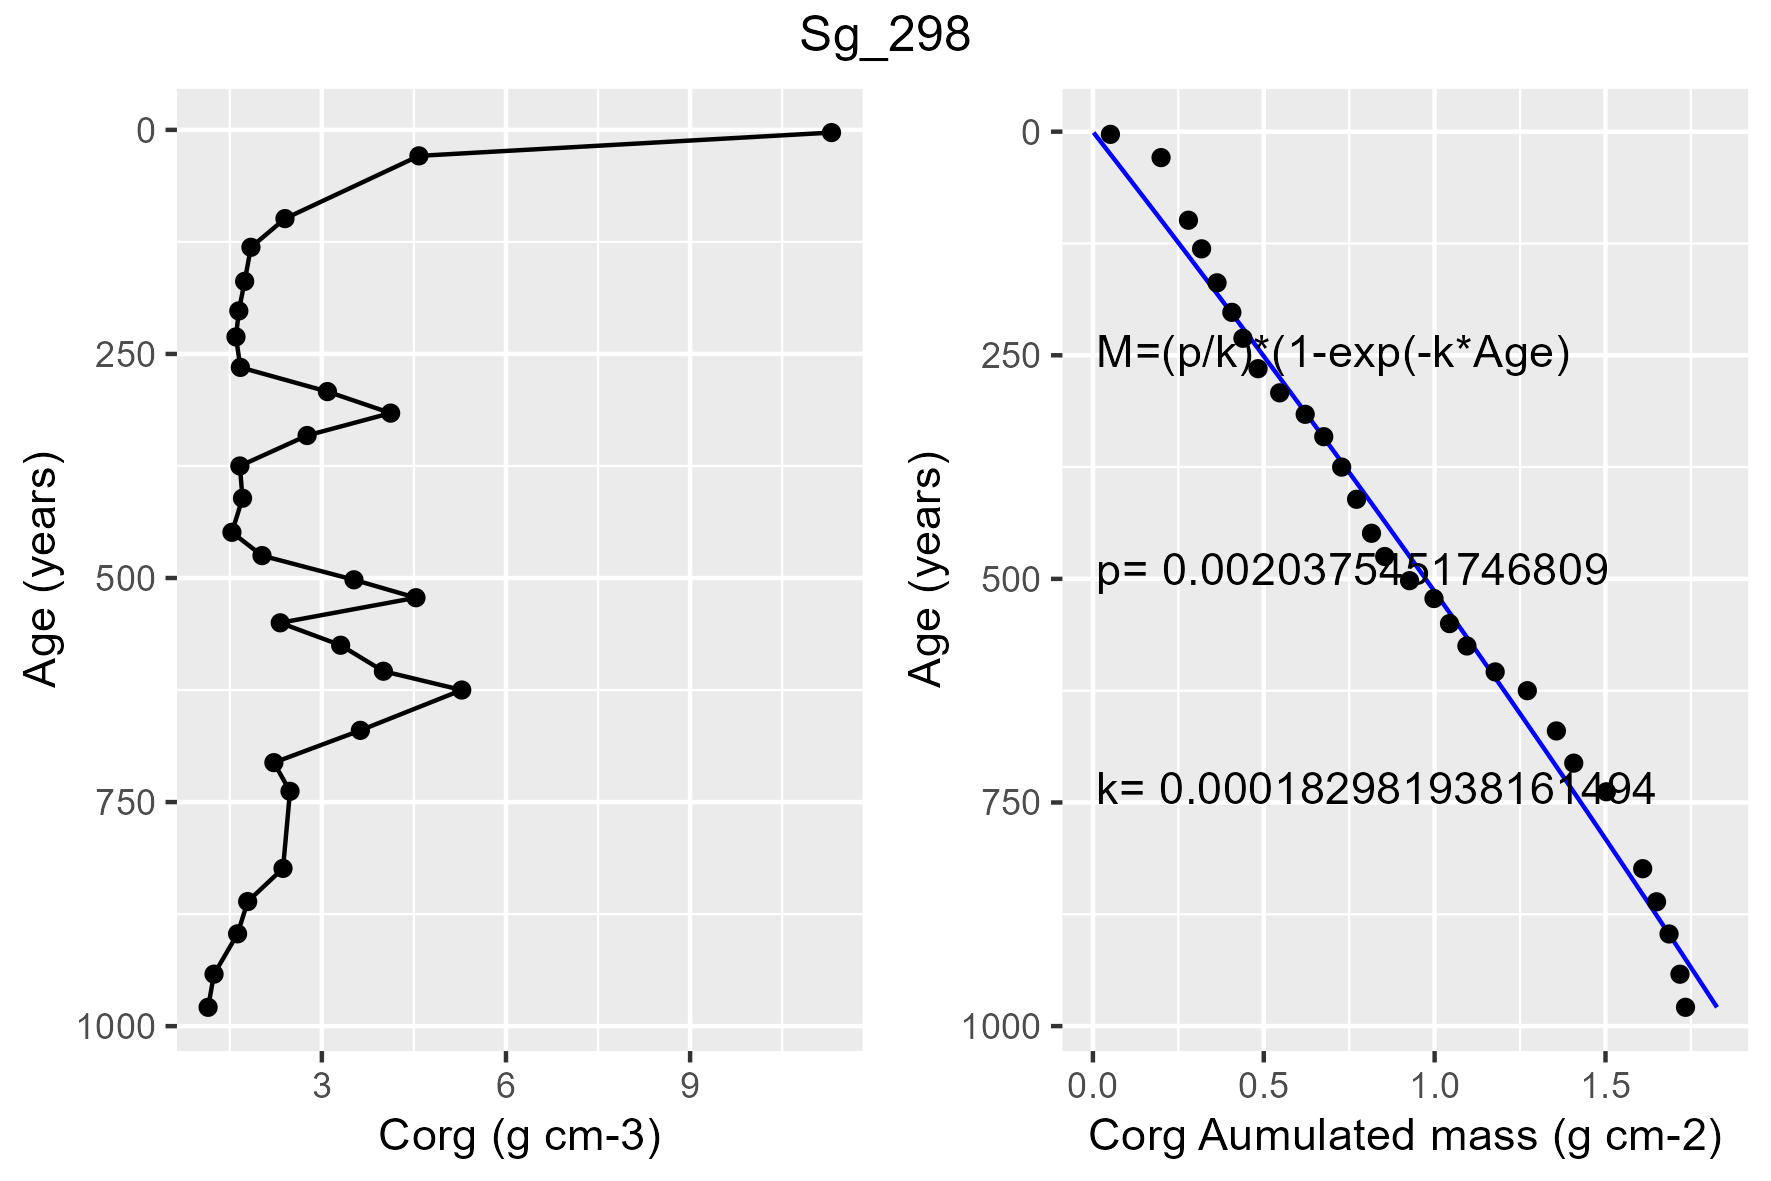 Sg_298
0
250
500
750
1000
Age (years)
3
6
9
Corg (g cm-3)
0
250
500
750
1000
Age (years)
M=(p/k)*(1-exp(-k*Age)
p= 0.0020375451746809
k= 0.000182981938161494
0.0
0.5
1.0
1.5
Corg Aumulated mass (g cm-2)